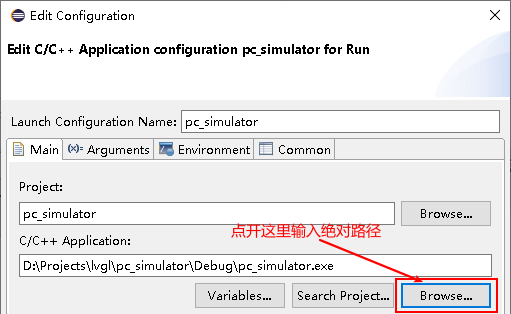 Edit Configuration
Edit C/C++ Application configuration pc_simulator for Run
Launch Configuration Name: pc_simulator
Main (x)= Arguments Environment Common
Project:
pc_simulator Browse...
点开这里输入绝对路径
C/C++ Application:
D:\Projects\lvgl\pc_simulator\Debug\pc_simulator.exe
Variables... Search Project... Browse...